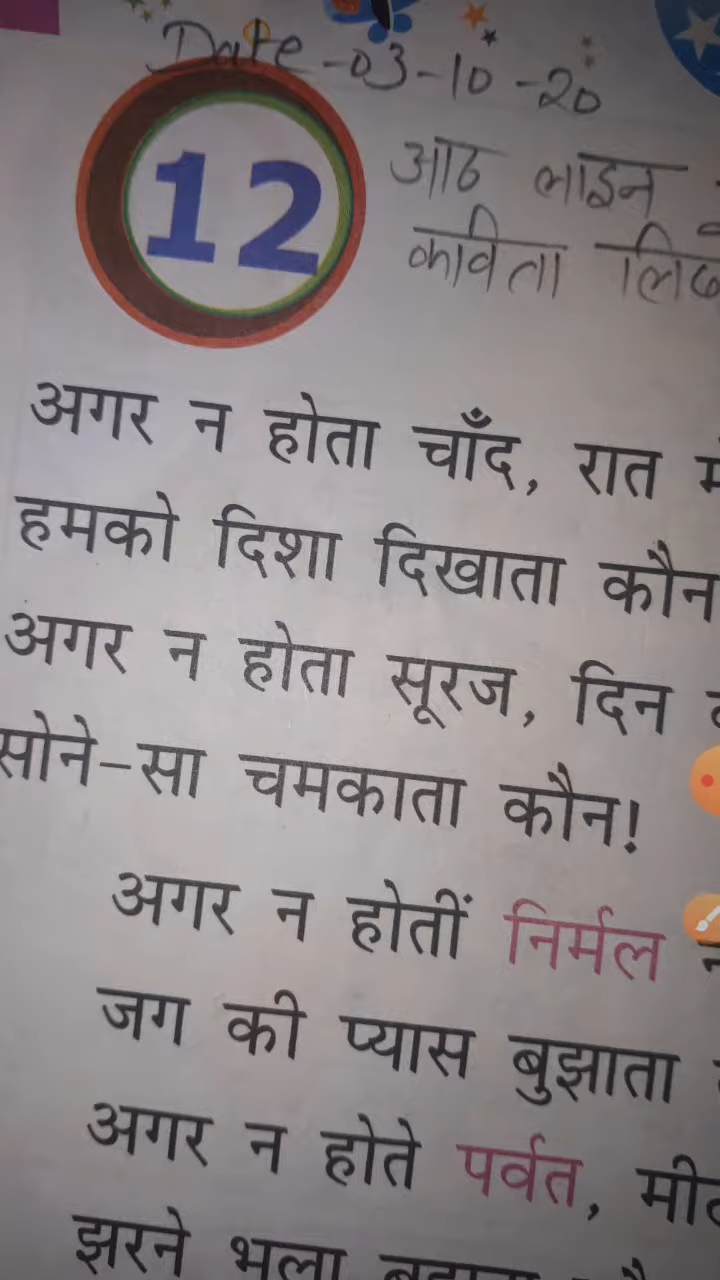 Date-03-10-20
12
आठ लाइन
कविता
अगर न होता चाँद, रात
हमको दिशा दिखाता कौन
अगर न होता सूरज, दिन
सोने-सा चमकाता कौन!
अगर न होतीं निर्मल
जग की प्यास बुझाता
अगर न होते पर्वत,
झरने भला